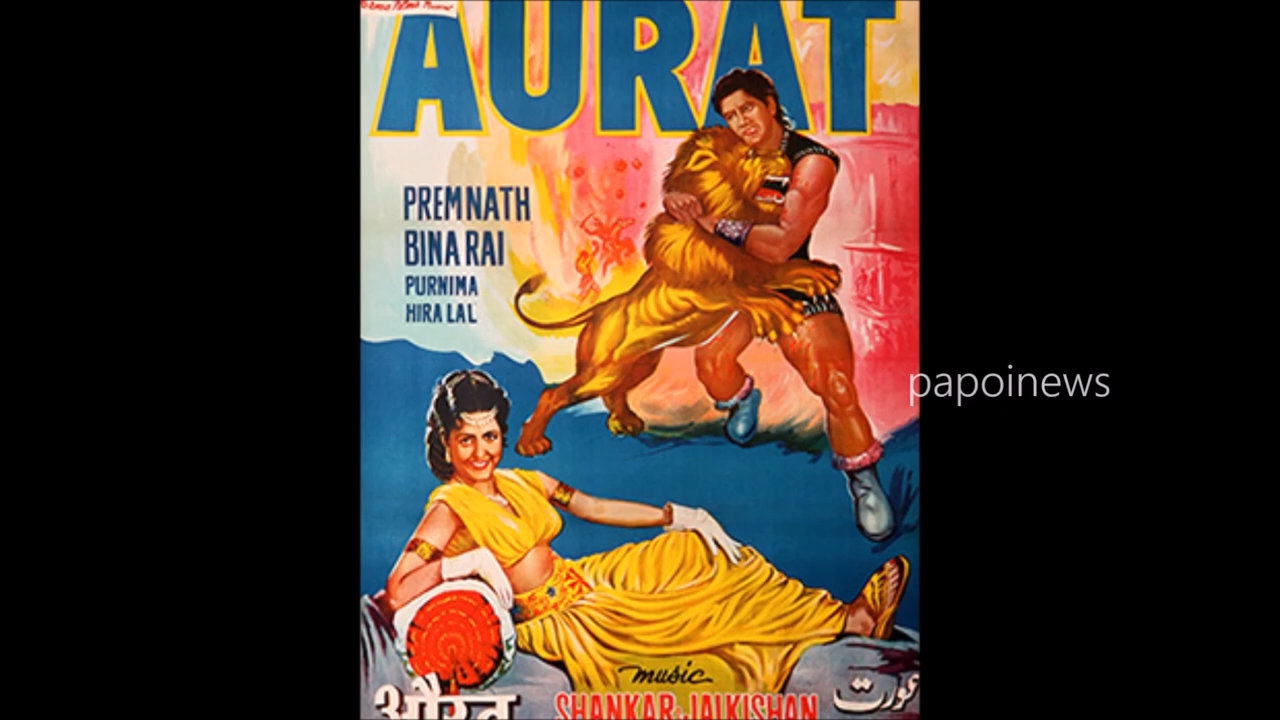 AURAT
PREMNATH
BINA RAI
PURNIMA
HIRA LAL
papoinews
music
SHANKAR JAIKISHAN
औरत
عورت